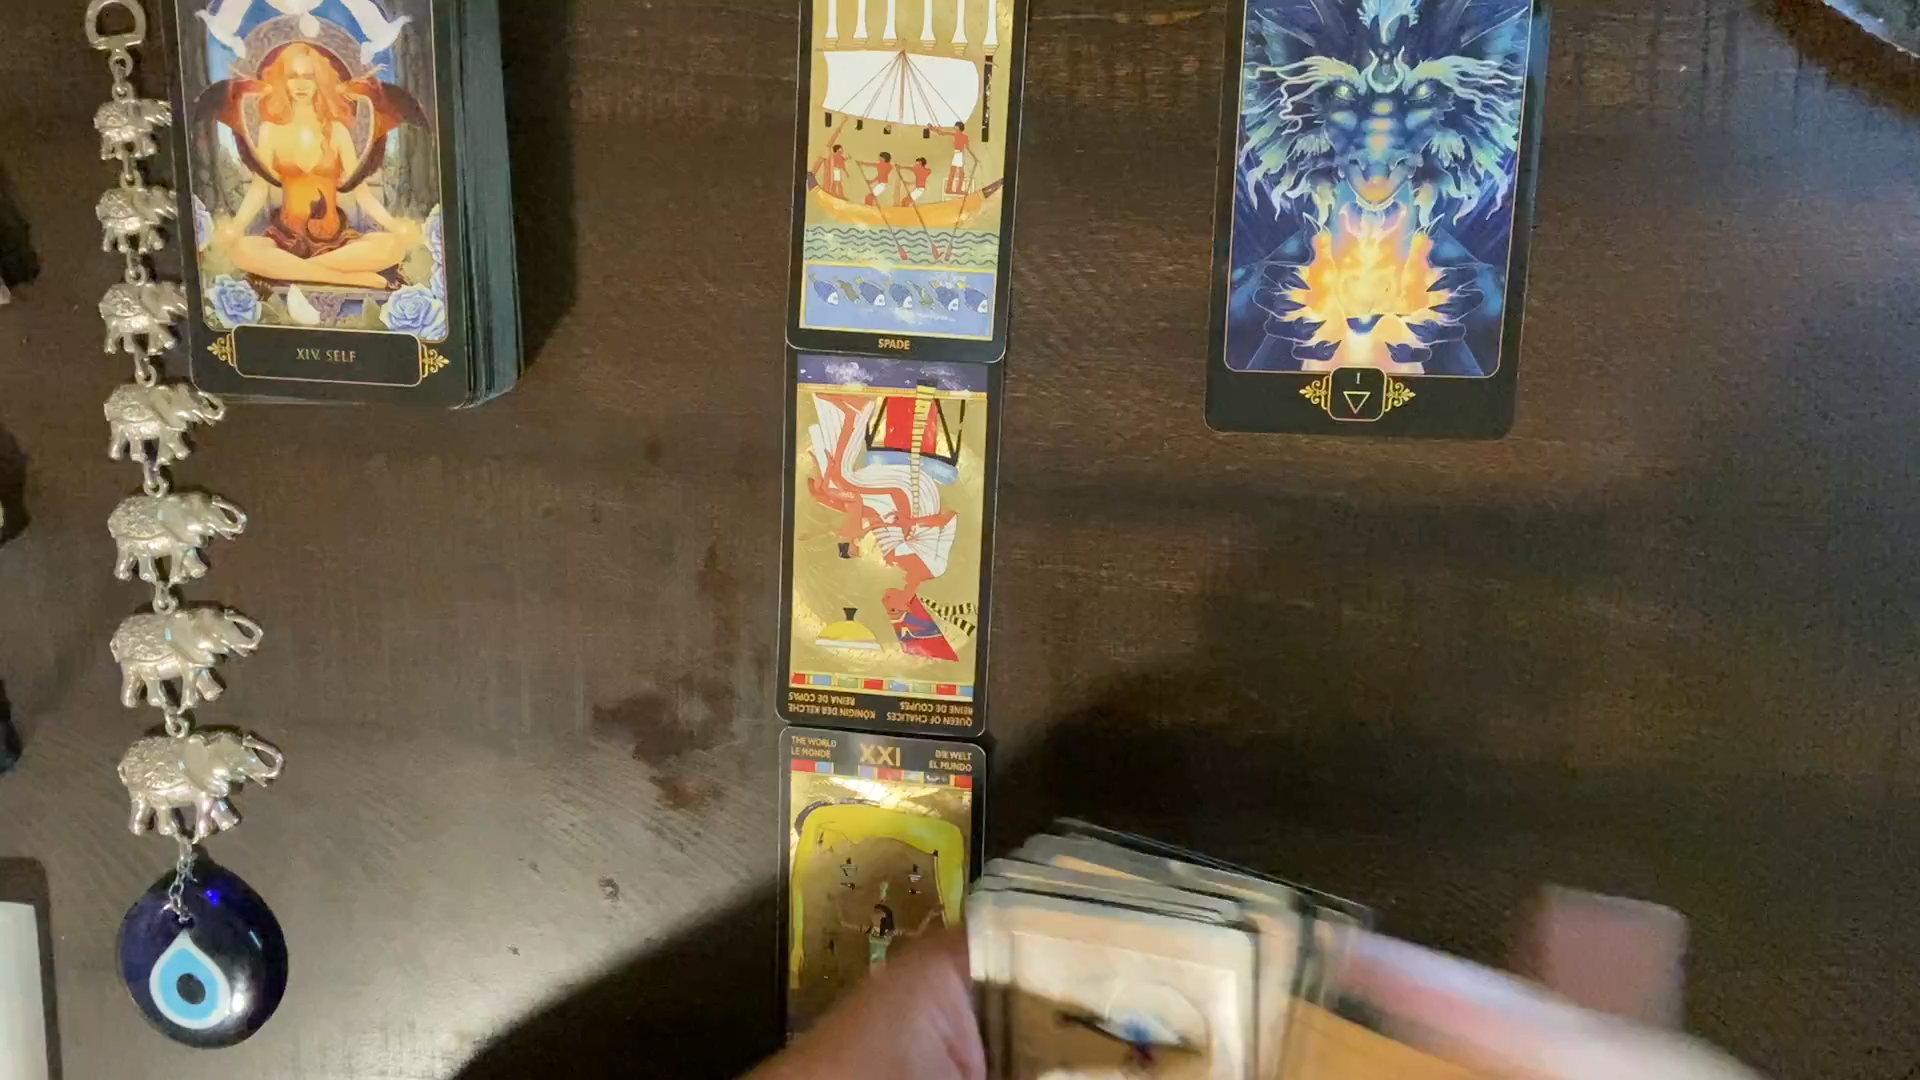 XIV. SELF
SPADE
I
KÖNIGIN DER KELCHE
REINA DE COPAS
QUEEN OF CHALICES
REINE DE COUPES
THE WORLD
LE MONDE
XXI
DIE WELT
EL MUNDO